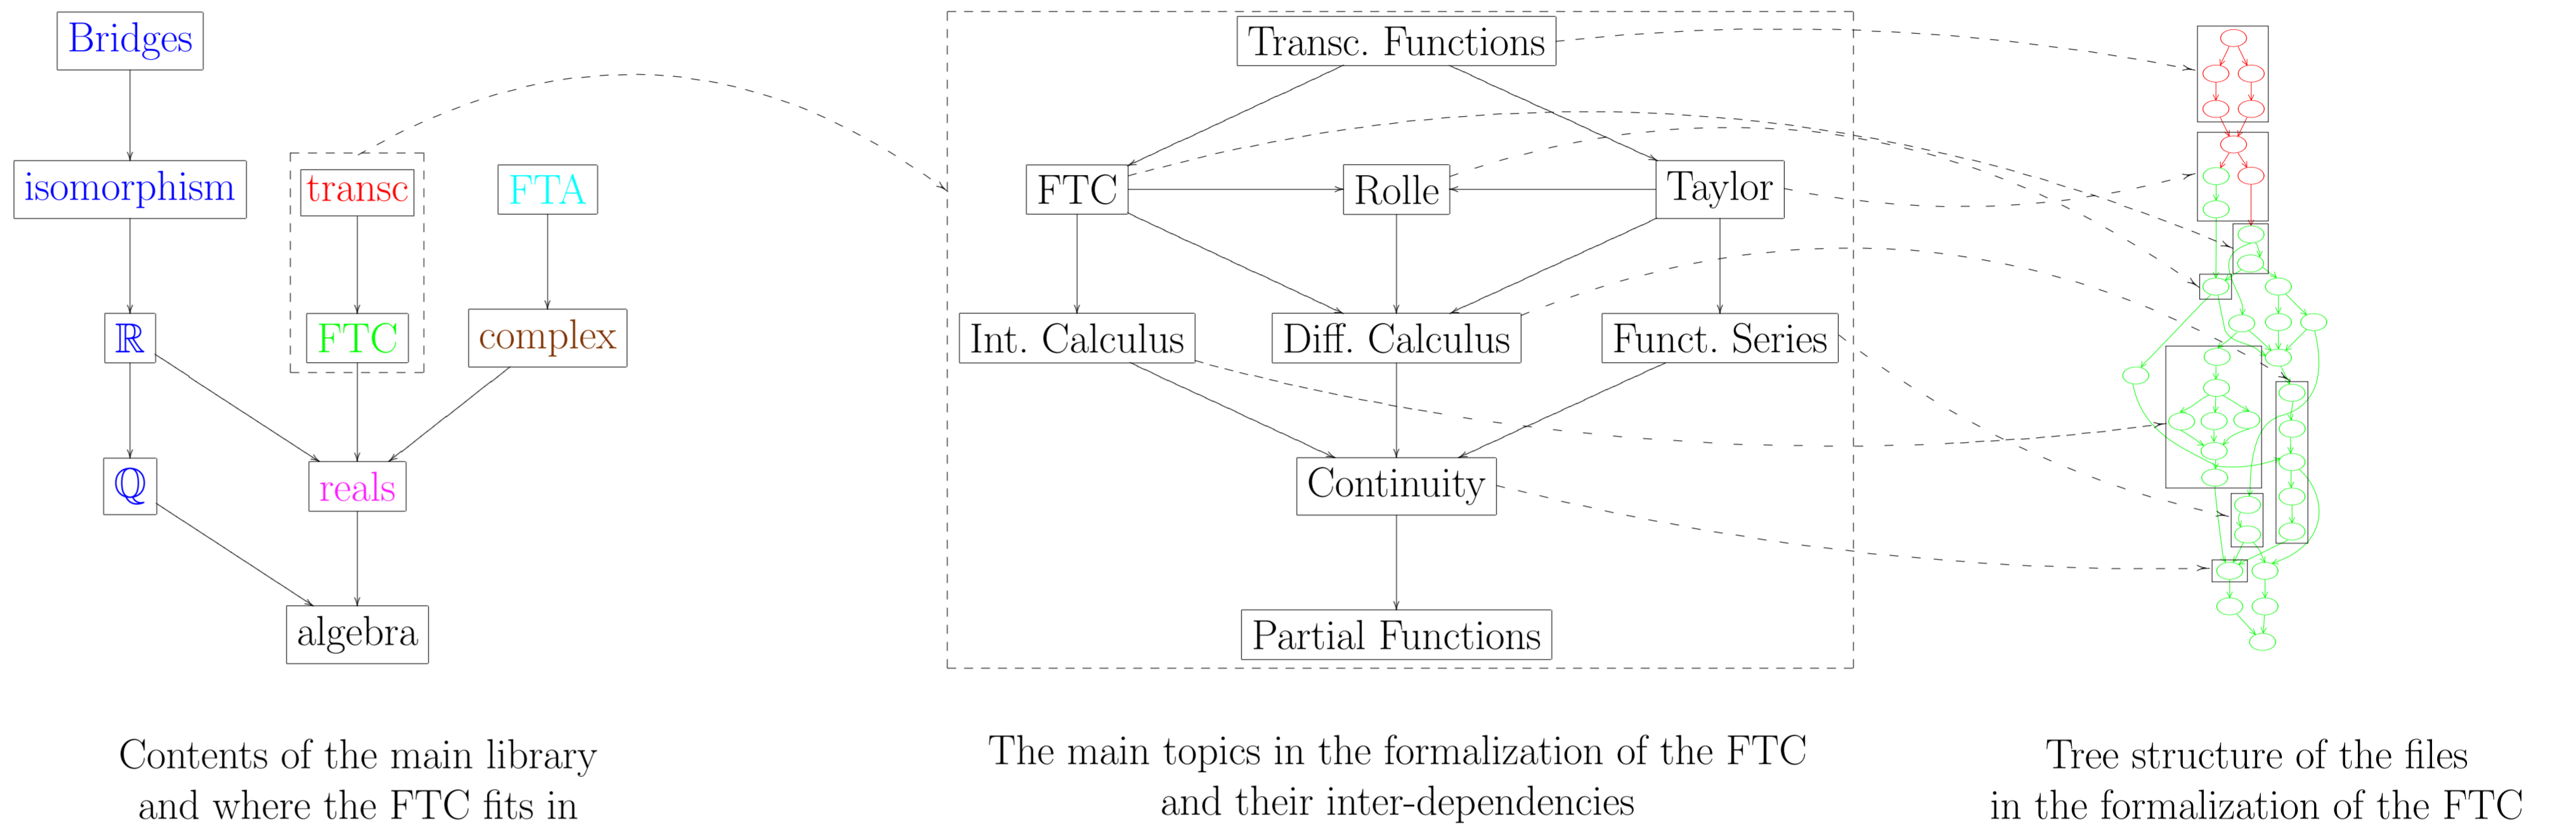 Bridges
isomorphism
transc
FTA
ℝ
FTC
complex
ℚ
reals
algebra
Contents of the main library
and where the FTC fits in
Transc. Functions
FTC
Rolle
Taylor
Int. Calculus
Diff. Calculus
Funct. Series
Continuity
Partial Functions
The main topics in the formalization of the FTC
and their inter-dependencies
Tree structure of the files
in the formalization of the FTC